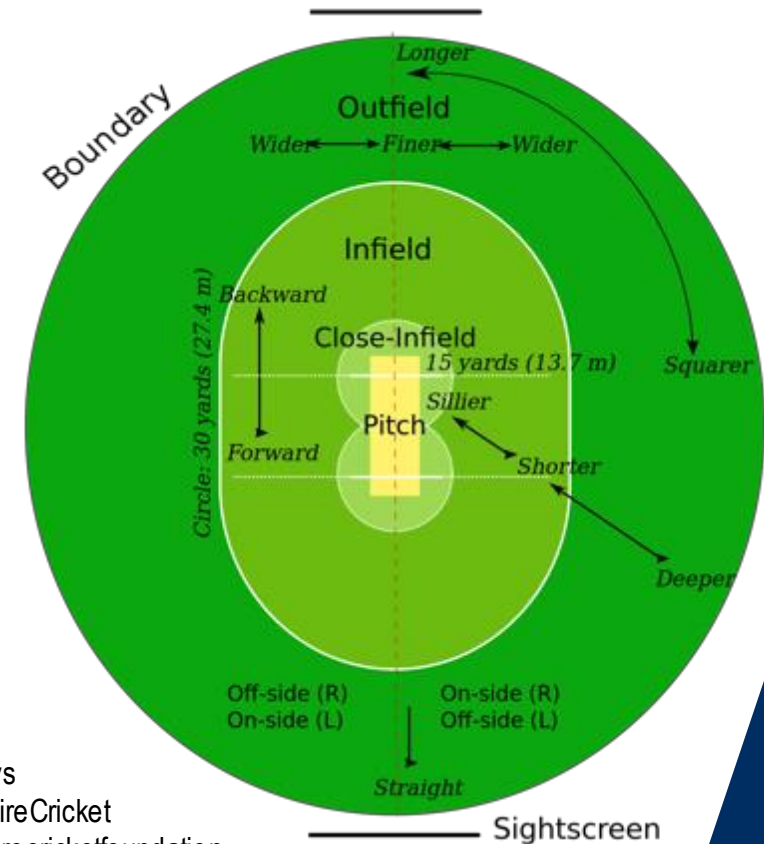 Longer
Boundary
Outfield
Wider Finer Wider
Infield
Backward
Circle: 30 yards (27.4 m)
Close-Infield
15 yards (13.7 m)
Squarer
Sillier
Pitch
Forward
Shorter
Deeper
Off-side (R)
On-side (L)
On-side (R)
Off-side (L)
Straight
Sightscreen
ireCricket